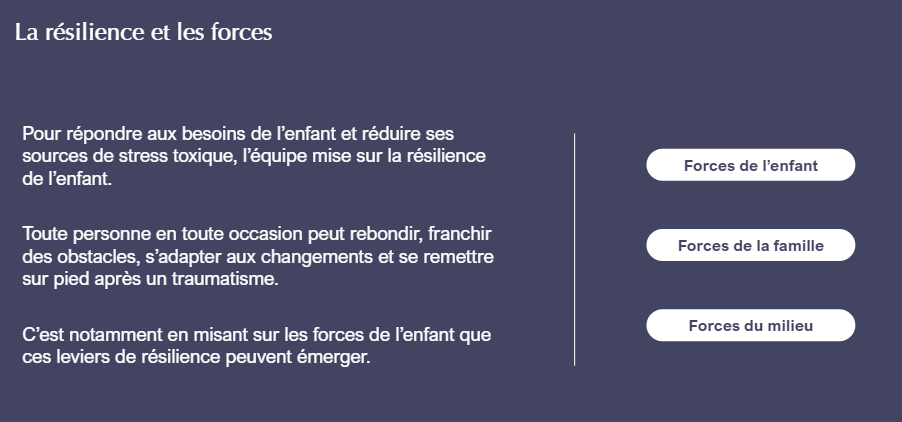 La résilience et les forces
Pour répondre aux besoins de l’enfant et réduire ses
sources de stress toxique, l’équipe mise sur la résilience
de l’enfant.
Toute personne en toute occasion peut rebondir, franchir
des obstacles, s’adapter aux changements et se remettre
sur pied après un traumatisme.
C’est notamment en misant sur les forces de l’enfant que
ces leviers de résilience peuvent émerger.
Forces de l’enfant
Forces de la famille
Forces du milieu